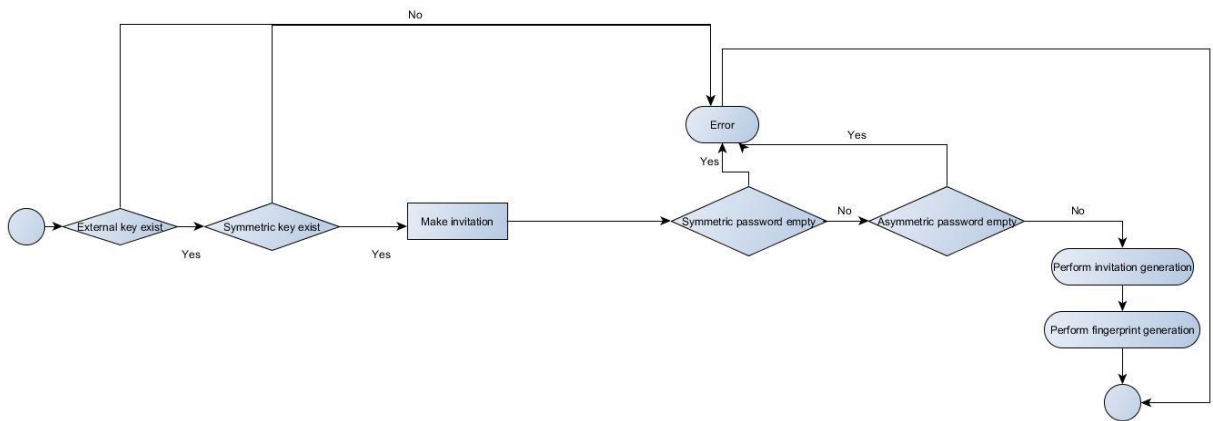 No
Error
Yes
Yes
External key exist
Symmetric key exist
Make invitation
Symmetric password empty
No
Asymmetric password empty
No
Yes
Yes
Perform invitation generation
Perform fingerprint generation